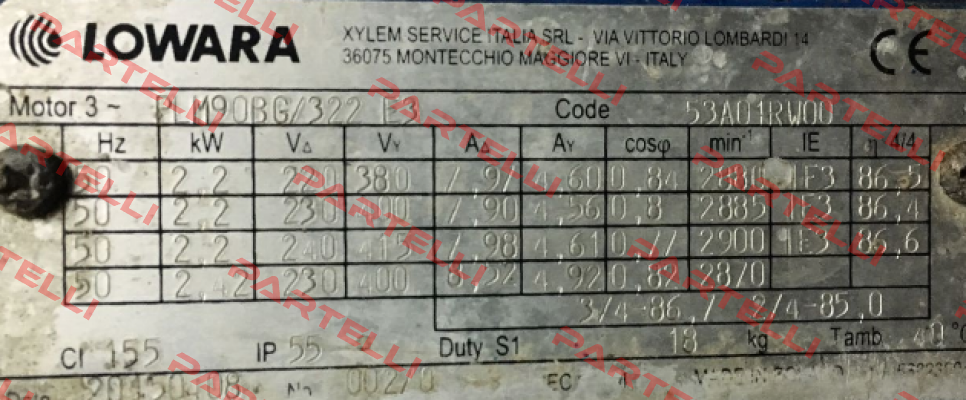 LOWARA
XYLEM SERVICE ITALIA SRL - VIA VITTORIO LOMBARDI 14
36075 MONTECCHIO MAGGIORE VI - ITALY
CE
Motor 3 ~ M90BG/322 E3 Code 53A01RW00
Hz kW V△ VY A△ AY cosφ min-1 IE η 4/4
2,2 220 380 7,97 4,60 0,84 2880 IE3 86,5
50 2,2 230 400 7,90 4,56 0,8 2885 IE3 86,4
50 2,2 240 415 7,98 4,61 0,77 2900 IE3 86,6
50 2,42 230 400 8,52 4,92 0,82 2870
3/4-86,7 2/4-85,0
Cl 155 IP 55 Duty S1 18 kg Tamb 40 °C
PARTELLI